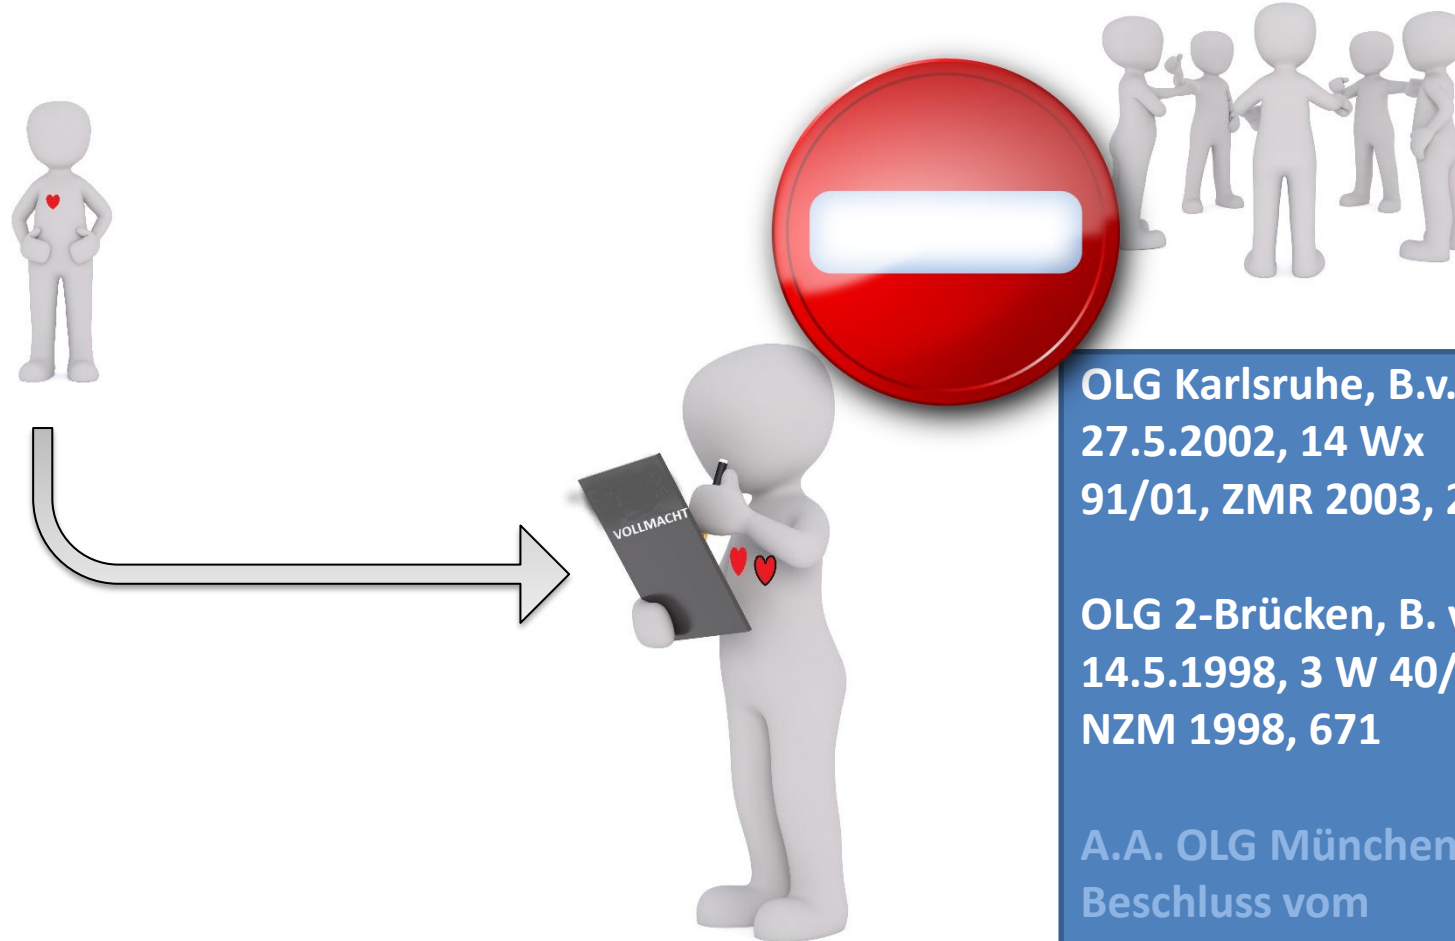 VOLLMACHT
OLG Karlsruhe, B.v.
27.5.2002, 14 Wx
91/01, ZMR 2003,
OLG 2-Brücken, B.
14.5.1998, 3 W 40/
NZM 1998, 671
A.A. OLG München
Beschluss vom